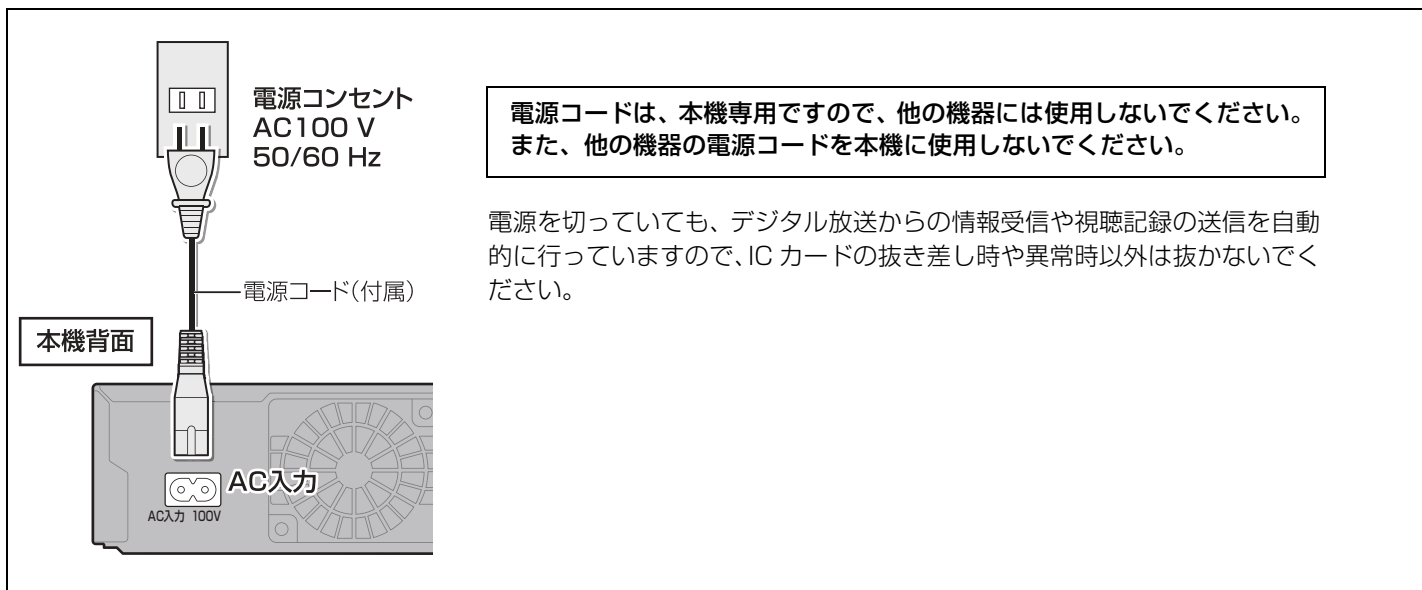 電源コンセント
AC100 V
50/60 Hz
電源コード(付属)
本機背面
AC入力
AC入力 100V
電源コードは、本機専用ですので、他の機器には使用しないでください。
また、他の機器の電源コードを本機に使用しないでください。
電源を切っていても、デジタル放送からの情報受信や視聴記録の送信を自動
的に行っていますので、IC カードの抜き差し時や異常時以外は抜かないでく
ださい。